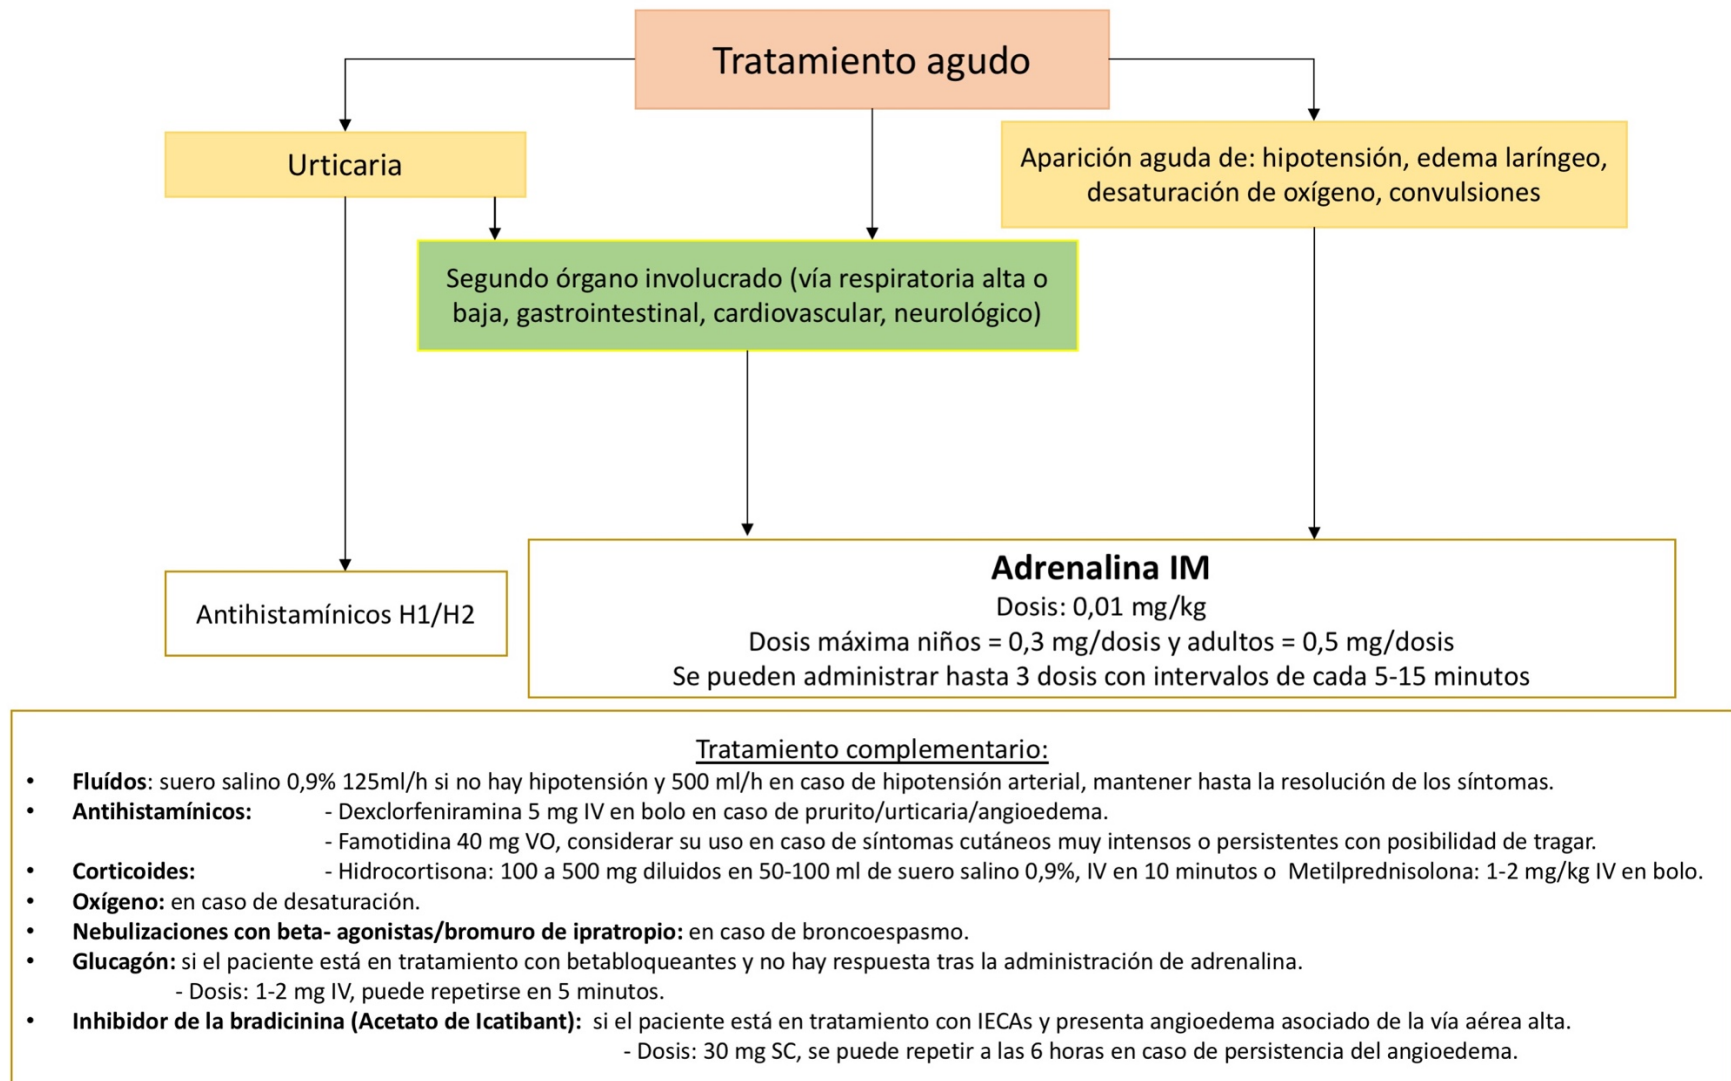 Tratamiento agudo
Urticaria
Aparición aguda de: hipotensión, edema laríngeo,
desaturación de oxígeno, convulsiones
Segundo órgano involucrado (vía respiratoria alta o
baja, gastrointestinal, cardiovascular, neurológico)
Antihistamínicos H1/H2
Adrenalina IM
Dosis: 0,01 mg/kg
Dosis máxima niños = 0,3 mg/dosis y adultos = 0,5 mg/dosis
Se pueden administrar hasta 3 dosis con intervalos de cada 5-15 minutos
Tratamiento complementario:
• Fluídos: suero salino 0,9% 125ml/h si no hay hipotensión y 500 ml/h en caso de hipotensión arterial, mantener hasta la resolución de los síntomas.
• Antihistamínicos: - Dexclorfeniramina 5 mg IV en bolo en caso de prurito/urticaria/angioedema.
- Famotidina 40 mg VO, considerar su uso en caso de síntomas cutáneos muy intensos o persistentes con posibilidad de tragar.
• Corticoides: - Hidrocortisona: 100 a 500 mg diluidos en 50-100 ml de suero salino 0,9%, IV en 10 minutos o Metilprednisolona: 1-2 mg/kg IV en bolo.
• Oxígeno: en caso de desaturación.
• Nebulizaciones con beta- agonistas/bromuro de ipratropio: en caso de broncoespasmo.
• Glucagón: si el paciente está en tratamiento con betabloqueantes y no hay respuesta tras la administración de adrenalina.
- Dosis: 1-2 mg IV, puede repetirse en 5 minutos.
• Inhibidor de la bradicinina (Acetato de Icatibant): si el paciente está en tratamiento con IECAs y presenta angioedema asociado de la vía aérea alta.
- Dosis: 30 mg SC, se puede repetir a las 6 horas en caso de persistencia del angioedema.